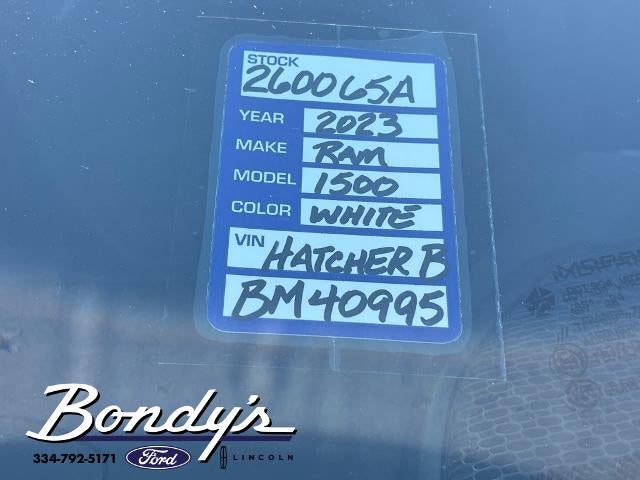 STOCK
260065A
YEAR 2023
MAKE RAM
MODEL 1500
COLOR WHITE
VIN HATCHER B
BM40995
Bondy's
334-792-5171 Ford LINCOLN